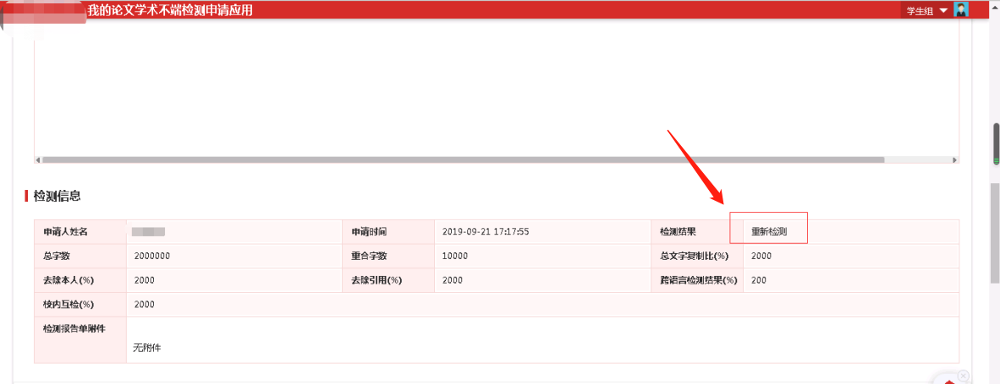 我的论文学术不端检测申请应用
学生组
检测信息
申请人姓名 申请时间 2019-09-21 17:17:55 检测结果 重新检测
总字数 2000000 重合字数 10000 总文字复制比(%) 2000
去除本人(%) 2000 去除引用(%) 2000 跨语言检测结果(%) 200
校内互检(%) 2000
检测报告单附件
无附件